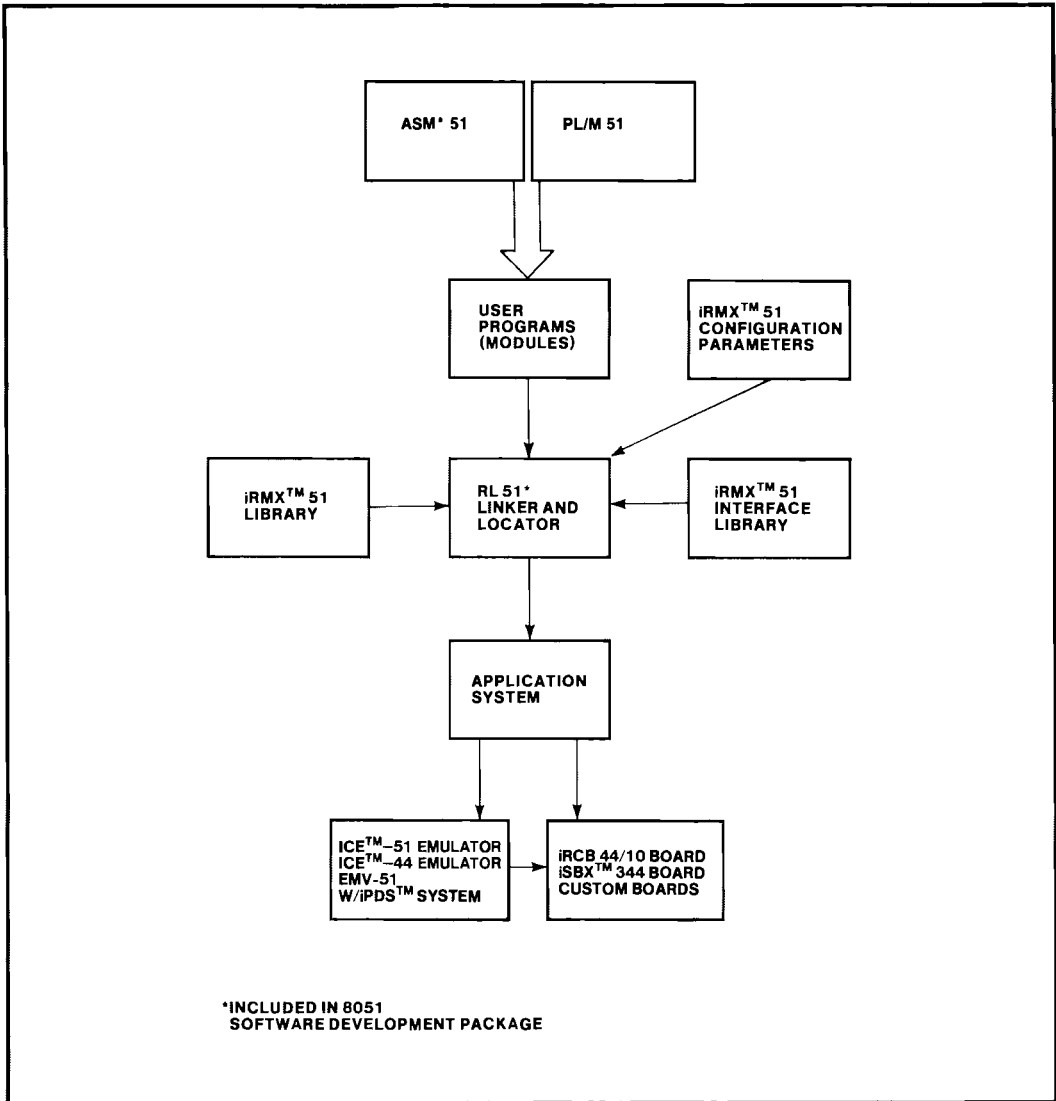 ASM* 51
PL/M 51
USER
PROGRAMS
(MODULES)
iRMX™ 51
CONFIGURATION
PARAMETERS
iRMX™ 51
LIBRARY
RL 51*
LINKER AND
LOCATOR
iRMX™ 51
INTERFACE
LIBRARY
APPLICATION
SYSTEM
ICE™–51 EMULATOR
ICE™–44 EMULATOR
EMV-51
W/iPDS™ SYSTEM
iRCB 44/10 BOARD
iSBX™ 344 BOARD
CUSTOM BOARDS
*INCLUDED IN 8051
SOFTWARE DEVELOPMENT PACKAGE